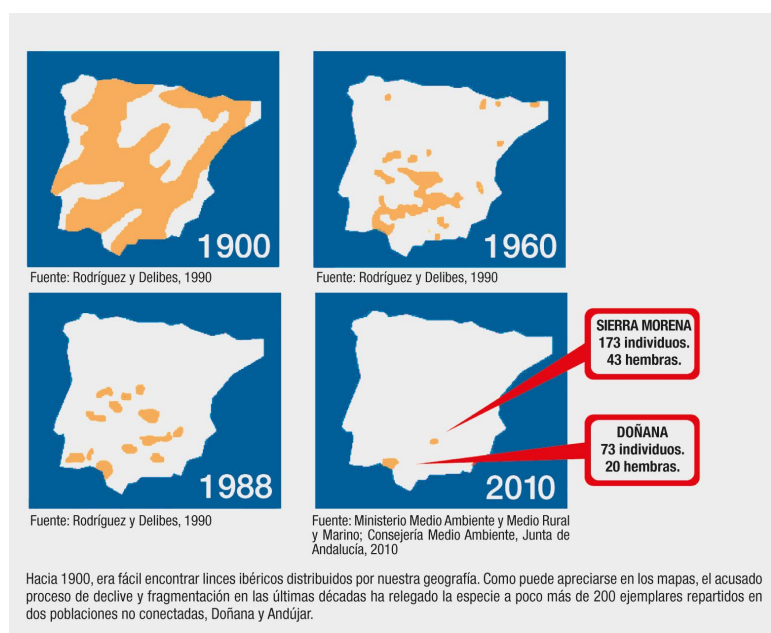 1900
Fuente: Rodríguez y Delibes, 1990
1960
Fuente: Rodríguez y Delibes, 1990
1988
Fuente: Rodríguez y Delibes, 1990
2010
SIERRA MORENA
173 individuos.
43 hembras.
DOÑANA
73 individuos.
20 hembras.
Fuente: Ministerio Medio Ambiente y Medio Rural
y Marino; Consejería Medio Ambiente, Junta de
Andalucía, 2010
Hacia 1900, era fácil encontrar linces ibéricos distribuidos por nuestra geografía. Como puede apreciarse en los mapas, el acusado
proceso de declive y fragmentación en las últimas décadas ha relegado la especie a poco más de 200 ejemplares repartidos en
dos poblaciones no conectadas, Doñana y Andújar.